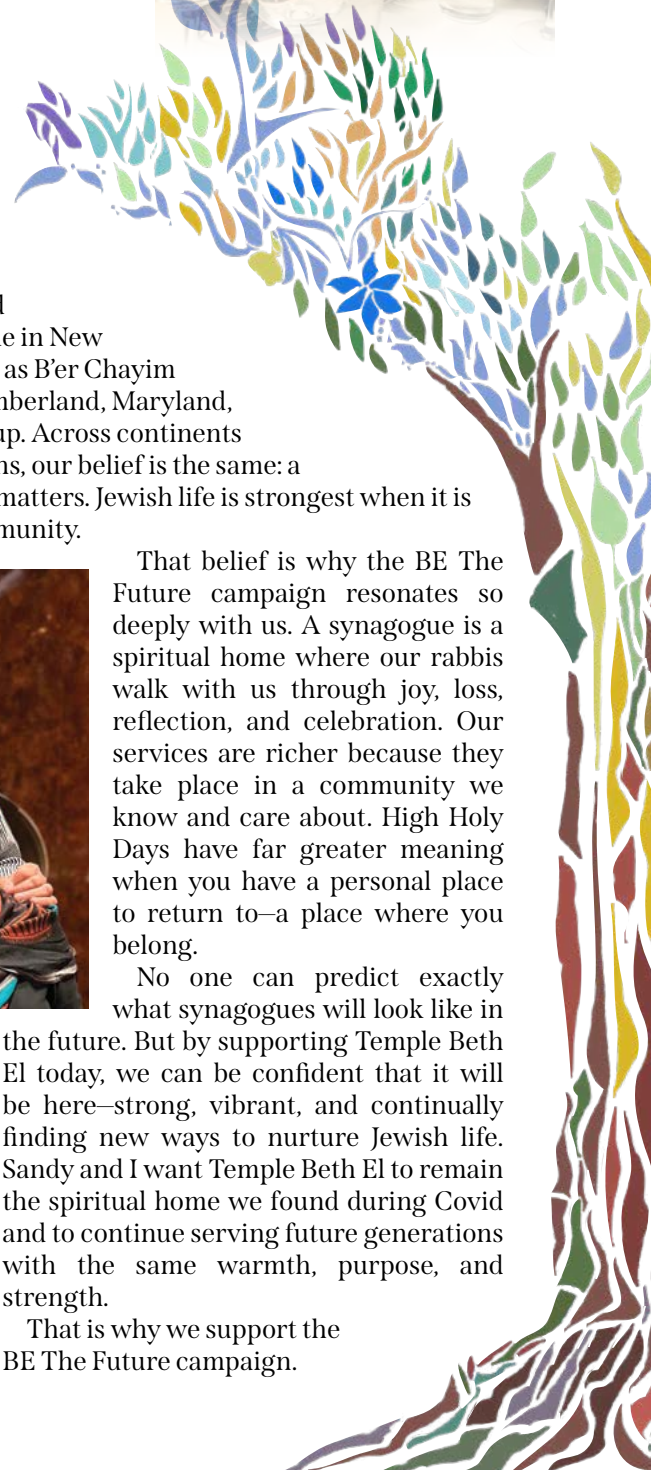 in New
as B’er Chayim
Maryland,
up. Across continents
our belief is the same: a
matters. Jewish life is strongest when it is
That belief is why the BE The
Future campaign resonates so
deeply with us. A synagogue is a
spiritual home where our rabbis
walk with us through joy, loss,
reflection, and celebration. Our
services are richer because they
take place in a community we
know and care about. High Holy
Days have far greater meaning
when you have a personal place
to return to—a place where you
belong.
No one can predict exactly
what synagogues will look like in
the future. But by supporting Temple Beth
El today, we can be confident that it will
be here—strong, vibrant, and continually
finding new ways to nurture Jewish life.
Sandy and I want Temple Beth El to remain
the spiritual home we found during Covid
and to continue serving future generations
with the same warmth, purpose, and
strength.
That is why we support the
BE The Future campaign.